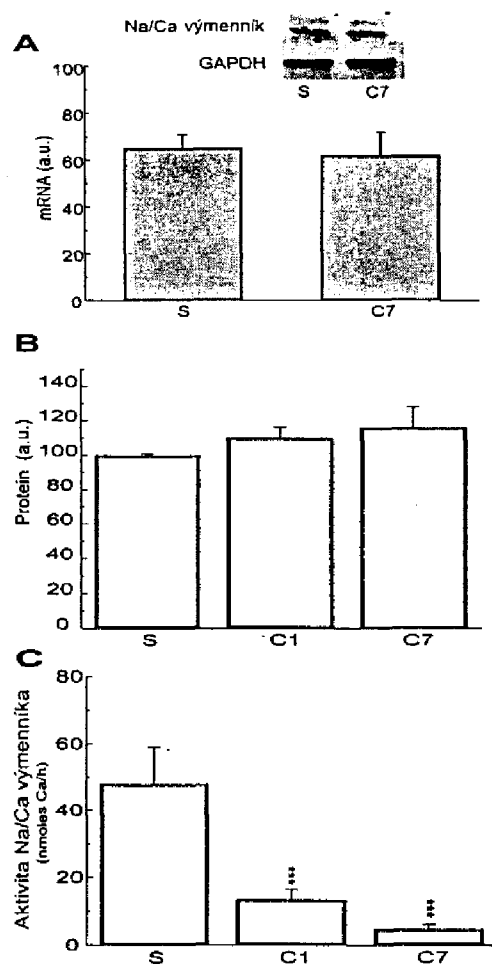 A
Na/Ca výmenník
GAPDH
S C7
mRNA (a.u.)
100
80
60
40
20
0
S C7
B
Protein (a.u.)
140
120
100
80
60
40
20
0
S C1 C7
C
Aktivita Na/Ca výmenníka
(nmoles Ca/h)
80
60
40
20
0
***
***
S C1 C7